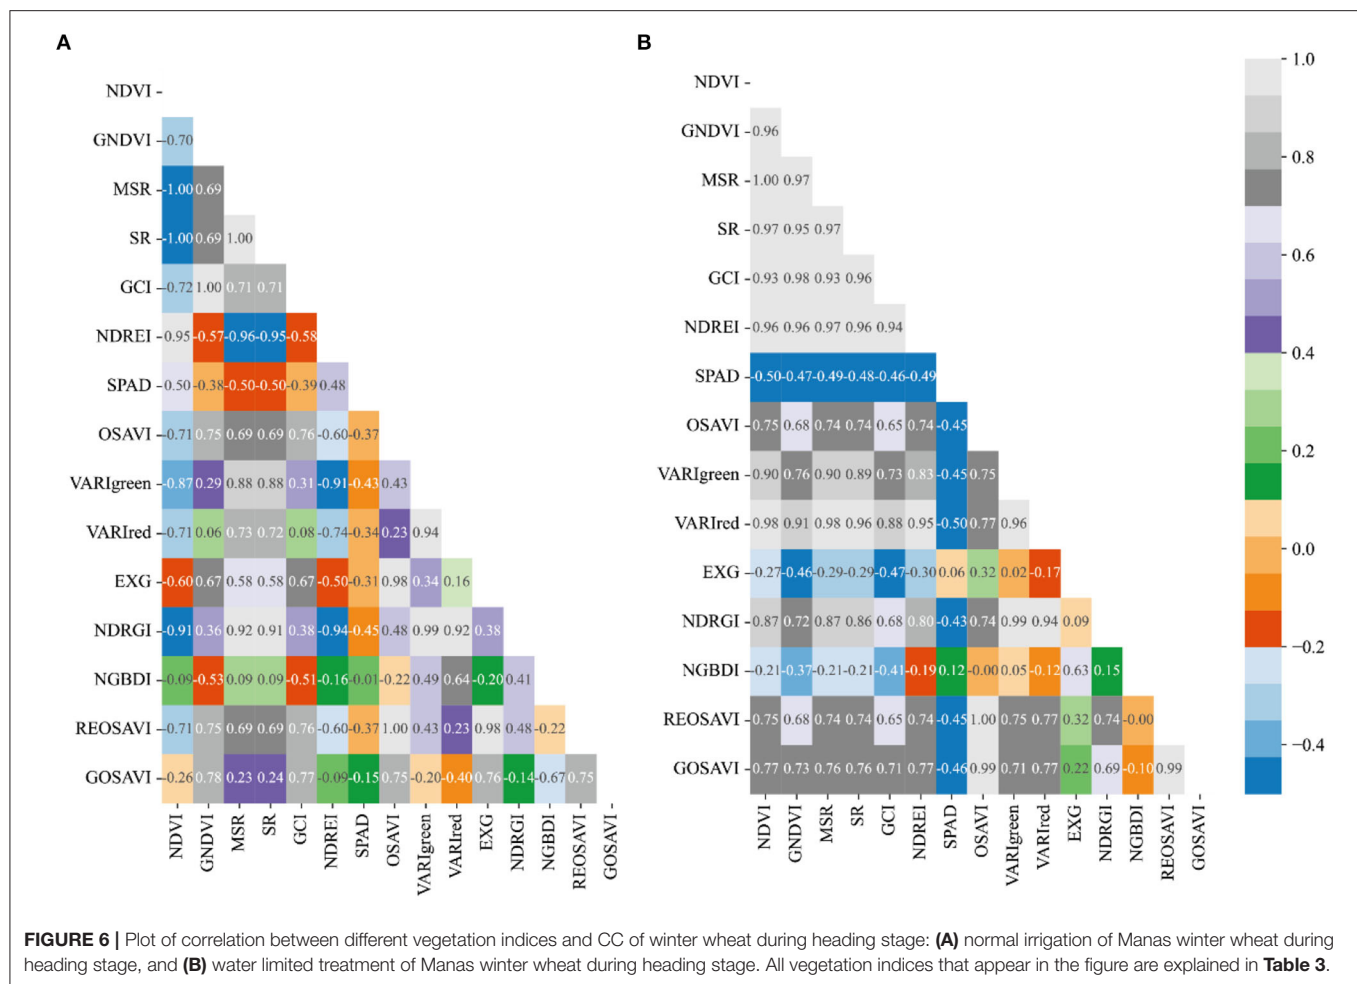 A
NDVI
GNDVI -0.70
MSR -1.00 0.69
SR -1.00 0.69 1.00
GCI -0.72 1.00 0.71 0.71
NDREI 0.95 -0.57 -0.96 -0.95 -0.58
SPAD 0.50 -0.38 -0.50 -0.50 -0.39 0.48
OSAVI -0.71 0.75 0.69 0.69 0.76 -0.60 -0.37
VARIgreen -0.87 0.29 0.88 0.88 0.31 -0.91 -0.43 0.43
VARIred -0.71 0.06 0.73 0.72 0.08 -0.74 -0.34 0.23 0.94
EXG -0.60 0.67 0.58 0.58 0.67 -0.50 -0.31 0.98 0.34 0.16
NDRGI -0.91 0.36 0.92 0.91 0.38 -0.94 -0.45 0.48 0.99 0.92 0.38
NGBDI -0.09 -0.53 0.09 0.09 -0.51 -0.16 -0.01 -0.22 0.49 0.64 -0.20 0.41
REOSAVI -0.71 0.75 0.69 0.69 0.76 -0.60 -0.37 1.00 0.43 0.23 0.98 0.48 -0.22
GOSAVI -0.26 0.78 0.23 0.24 0.77 -0.09 -0.15 0.75 -0.20 -0.40 0.76 -0.14 -0.67 0.75
NDVI GNDVI MSR SR GCI NDREI SPAD OSAVI VARIgreen VARIred EXG NDRGI NGBDI REOSAVI GOSAVI
B
NDVI
GNDVI 0.96
MSR 1.00 0.97
SR 0.97 0.95 0.97
GCI 0.93 0.98 0.93 0.96
NDREI 0.96 0.96 0.97 0.96 0.94
SPAD -0.50 -0.47 -0.49 -0.48 -0.46 -0.49
OSAVI 0.75 0.68 0.74 0.74 0.65 0.74 -0.45
VARIgreen 0.90 0.76 0.90 0.89 0.73 0.83 -0.45 0.75
VARIred 0.98 0.91 0.98 0.96 0.88 0.95 -0.50 0.77 0.96
EXG -0.27 -0.46 -0.29 -0.29 -0.47 -0.30 0.06 0.32 0.02 -0.17
NDRGI 0.87 0.72 0.87 0.86 0.68 0.80 -0.43 0.74 0.99 0.94 0.09
NGBDI -0.21 -0.37 -0.21 -0.21 -0.41 -0.19 0.12 -0.00 0.05 -0.12 0.63 0.15
REOSAVI 0.75 0.68 0.74 0.74 0.65 0.74 -0.45 1.00 0.75 0.77 0.32 0.74 -0.00
GOSAVI 0.77 0.73 0.76 0.76 0.71 0.77 -0.46 0.99 0.71 0.77 0.22 0.69 -0.10 0.99
NDVI GNDVI MSR SR GCI NDREI SPAD OSAVI VARIgreen VARIred EXG NDRGI NGBDI REOSAVI GOSAVI
1.0
0.8
0.6
0.4
0.2
0.0
−0.2
−0.4
FIGURE 6 | Plot of correlation between different vegetation indices and CC of winter wheat during heading stage: (A) normal irrigation of Manas winter wheat during
heading stage, and (B) water limited treatment of Manas winter wheat during heading stage. All vegetation indices that appear in the figure are explained in Table 3.